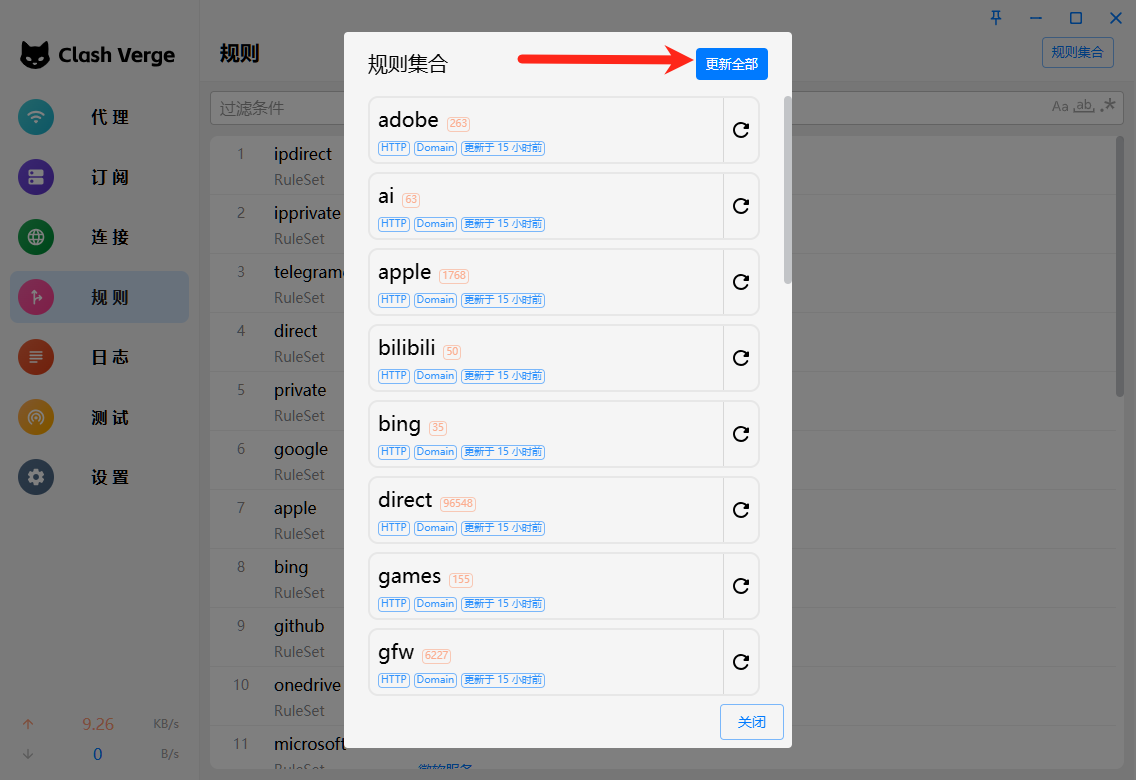 Clash Verge
代理
订阅
连接
规则
日志
测试
设置
9.26 KB/s
0 B/s
规则
规则集合
过滤条件
Aa ab .*
1 ipdirect
RuleSet
2 ipprivate
RuleSet
3 telegram
RuleSet
4 direct
RuleSet
5 private
RuleSet
6 google
RuleSet
7 apple
RuleSet
8 bing
RuleSet
9 github
RuleSet
10 onedrive
RuleSet
11 microsoft
RuleSet
微软服务
规则集合
更新全部
adobe 263
HTTP Domain 更新于 15 小时前
ai 63
HTTP Domain 更新于 15 小时前
apple 1768
HTTP Domain 更新于 15 小时前
bilibili 50
HTTP Domain 更新于 15 小时前
bing 35
HTTP Domain 更新于 15 小时前
direct 96548
HTTP Domain 更新于 15 小时前
games 155
HTTP Domain 更新于 15 小时前
gfw 6227
HTTP Domain 更新于 15 小时前
关闭